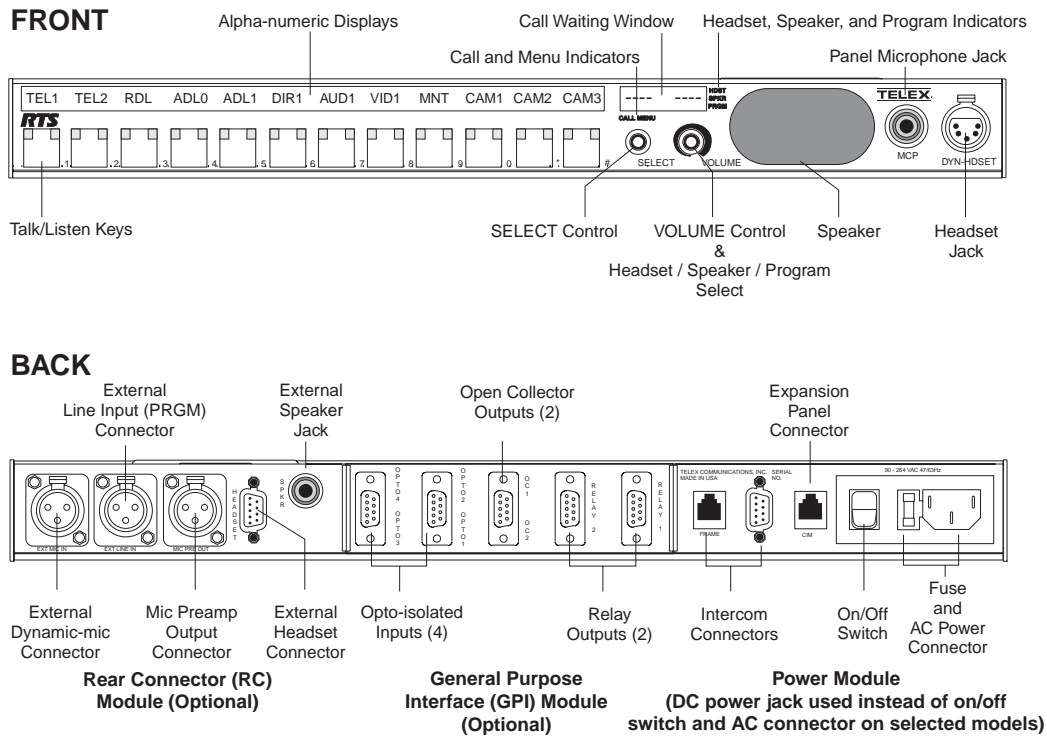 FRONT
Alpha-numeric Displays
Call Waiting Window
Headset, Speaker, and Program Indicators
Call and Menu Indicators
Panel Microphone Jack
TEL1 TEL2 RDL ADL0 ADL1 DIR1 AUD1 VID1 MNT CAM1 CAM2 CAM3
---- ----
HDST
SPKR
PRGM
CALL MENU
TELEX
RTS
1 2 3 4 5 6 7 8 9 0 * #
SELECT
VOLUME
MCP
DYN-HDSET
Talk/Listen Keys
SELECT Control
VOLUME Control
&
Headset / Speaker / Program
Select
Speaker
Headset
Jack
BACK
External
Line Input (PRGM)
Connector
External
Speaker
Jack
Open Collector
Outputs (2)
Expansion
Panel
Connector
EXT MIC IN
EXT LINE IN
MIC PRE OUT
HEADSET
SPKR
OPTO4 OPTO3
OPTO2 OPTO1
OC1 OC2
RELAY 2
RELAY 1
TELEX COMMUNICATIONS, INC. SERIAL
MADE IN USA NO.
FRAME
CIM
90 - 264 VAC 47/63Hz
External
Dynamic-mic
Connector
Mic Preamp
Output
Connector
External
Headset
Connector
Opto-isolated
Inputs (4)
Relay
Outputs (2)
Intercom
Connectors
On/Off
Switch
Fuse
and
AC Power
Connector
Rear Connector (RC)
Module (Optional)
General Purpose
Interface (GPI) Module
(Optional)
Power Module
(DC power jack used instead of on/off
switch and AC connector on selected models)